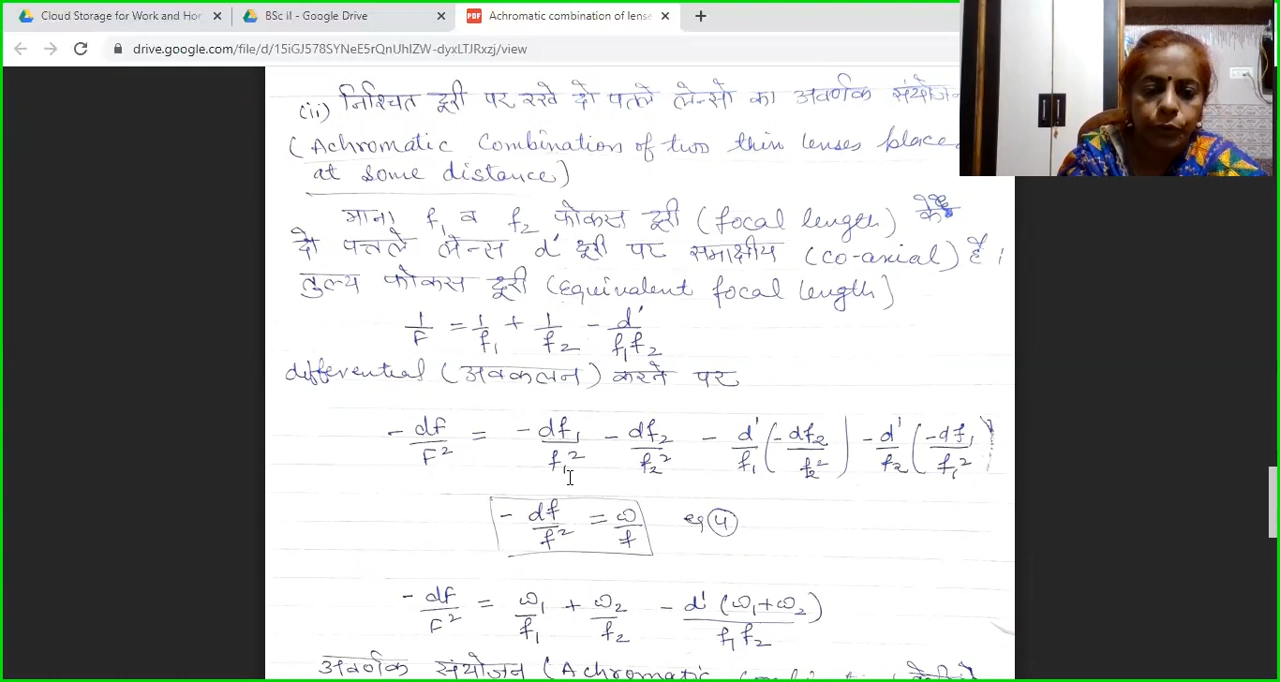 Cloud Storage for Work and Hor
BSc iI - Google Drive
PDF
Achromatic combination of lense
drive.google.com/file/d/15iGJ578SYNeE5rQnUhIZW-dyxLTJRxzj/view
(ii) निश्चित दूरी पर रखे दो पतले लेन्सों का अवर्णक संयोजन
(Achromatic Combination of two thin lenses place
at some distance)
माना f₁ व f₂ फोकस दूरी (focal length) के
दो पतले लेन्स d' दूरी पर समाक्षीय (co-axial) है।
तुल्य फोकस दूरी (Equivalent focal length)
1/F = 1/f₁ + 1/f₂ - d'/f₁f₂
differential (अवकलन) करने पर
- df/F² = - df₁/f₁² - df₂/f₂² - d'/f₁ (- df₂/f₂²) - d'/f₂ (- df₁/f₁²)
- df/f² = ω/f eq ④
- df/F² = ω₁/f₁ + ω₂/f₂ - d'(ω₁+ω₂)/f₁f₂
अवर्णक संयोजन (Achromatic